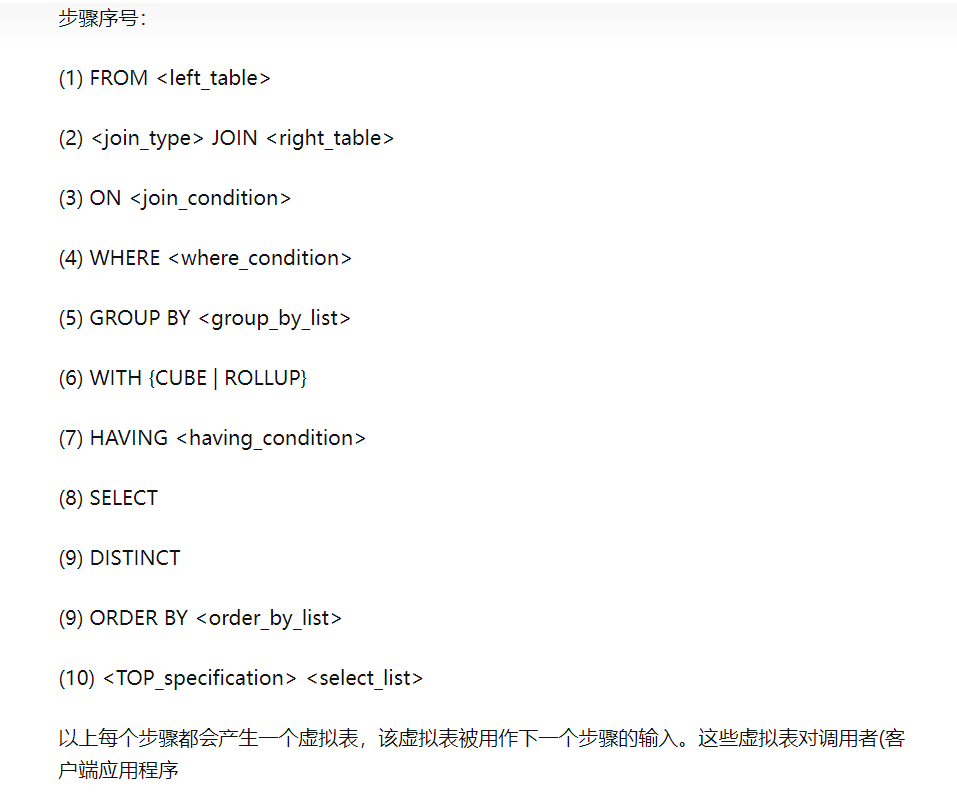 步骤序号：
(1) FROM <left_table>
(2) <join_type> JOIN <right_table>
(3) ON <join_condition>
(4) WHERE <where_condition>
(5) GROUP BY <group_by_list>
(6) WITH {CUBE | ROLLUP}
(7) HAVING <having_condition>
(8) SELECT
(9) DISTINCT
(9) ORDER BY <order_by_list>
(10) <TOP_specification> <select_list>
以上每个步骤都会产生一个虚拟表，该虚拟表被用作下一个步骤的输入。这些虚拟表对调用者(客
户端应用程序